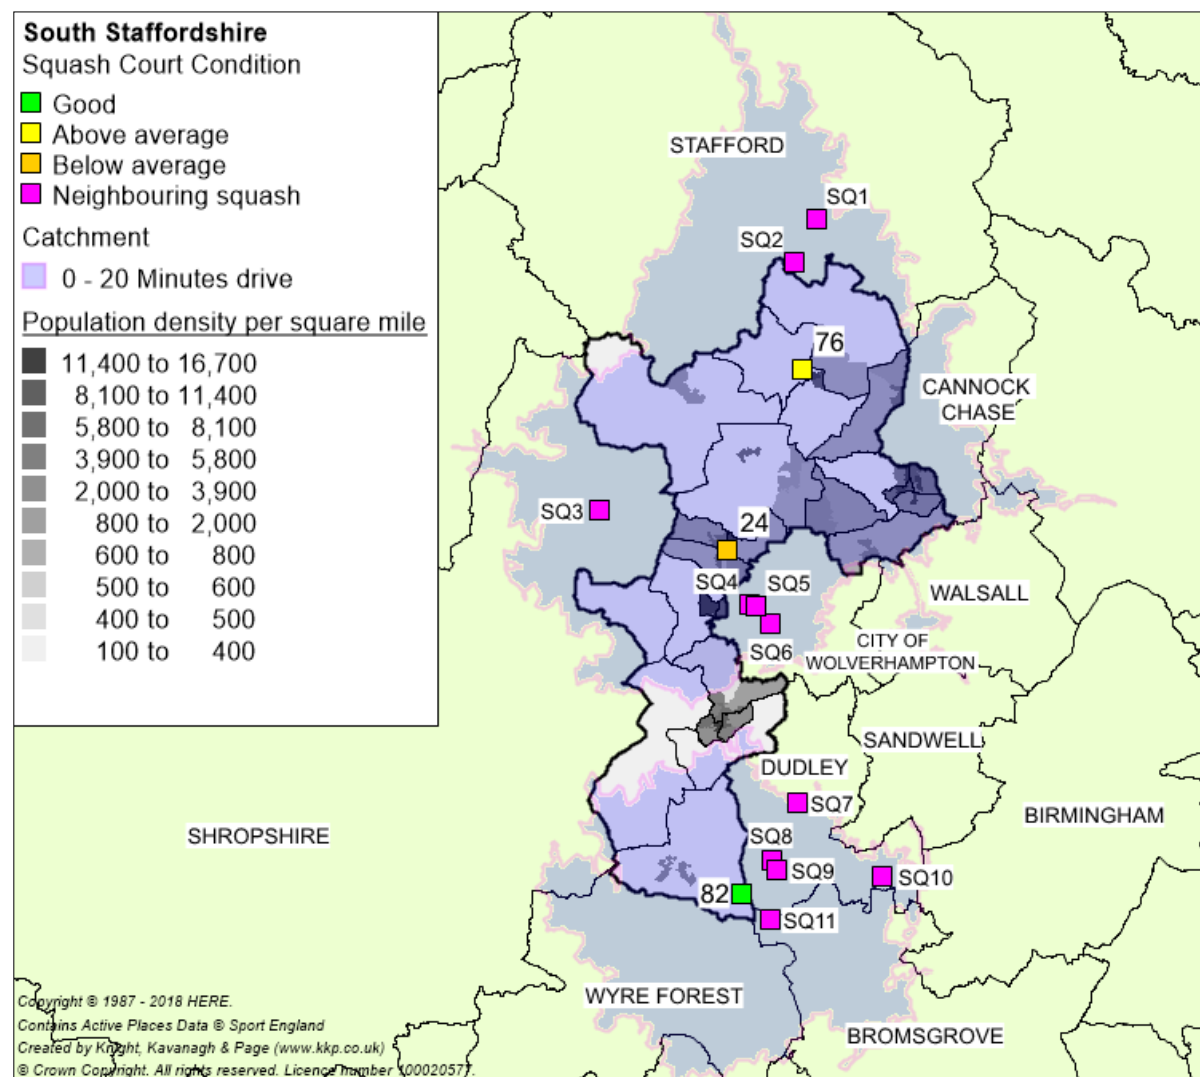 South Staffordshire
Squash Court Condition
Good
Above average
Below average
Neighbouring squash
Catchment
0 - 20 Minutes drive
Population density per square mile
11,400 to 16,700
8,100 to 11,400
5,800 to 8,100
3,900 to 5,800
2,000 to 3,900
800 to 2,000
600 to 800
500 to 600
400 to 500
100 to 400
STAFFORD
SQ1
SQ2
76
CANNOCK
CHASE
SQ3
24
SQ4
SQ5
WALSALL
SQ6
CITY OF
WOLVERHAMPTON
SANDWELL
DUDLEY
SQ7
BIRMINGHAM
SHROPSHIRE
SQ8
SQ9
SQ10
82
SQ11
WYRE FOREST
BROMSGROVE
Copyright © 1987 - 2018 HERE.
Contains Active Places Data © Sport England
Created by Knight, Kavanagh & Page (www.kkp.co.uk)
© Crown Copyright. All rights reserved. Licence number 100020577.